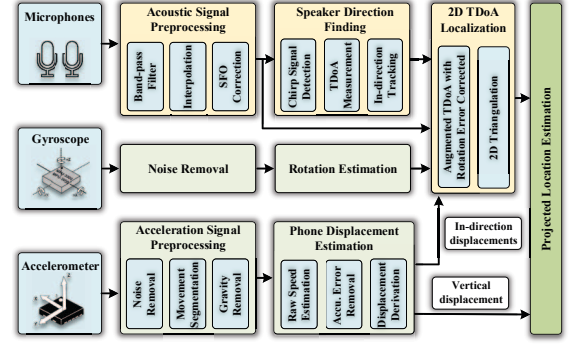 Microphones
Acoustic Signal
Preprocessing
Band-pass
Filter
Interpolation
SFO
Correction
Speaker Direction
Finding
Chirp Signal
Detection
TDoA
Measurement
In-direction
Tracking
2D TDoA
Localization
Augmented TDoA with
Rotation Error Corrected
2D Triangulation
Projected Location Estimation
Gyroscope
Noise Removal
Rotation Estimation
Accelerometer
Acceleration Signal
Preprocessing
Noise
Removal
Movement
Segmentation
Gravity
Removal
Phone Displacement
Estimation
Raw Speed
Estimation
Accu. Error
Removal
Displacement
Derivation
In-direction
displacements
Vertical
displacement